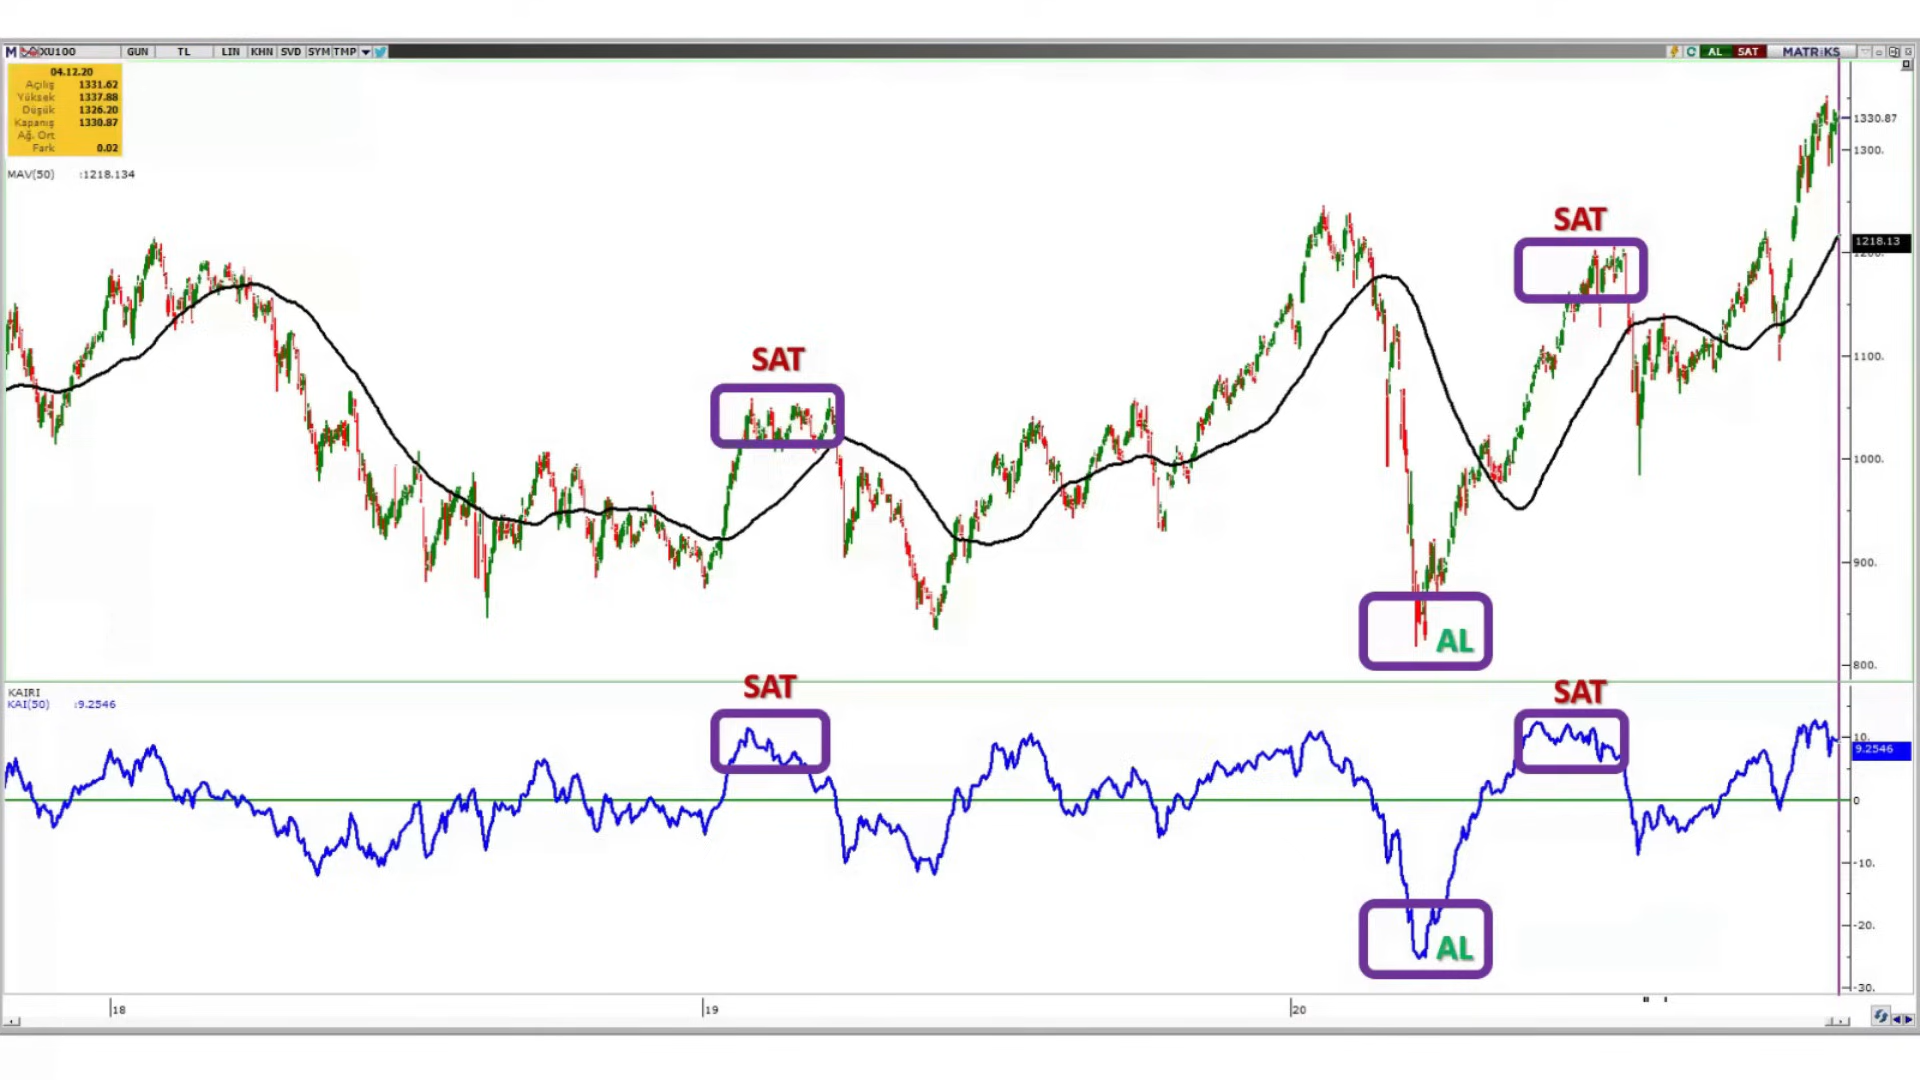 M XU100 GUN TL LIN KHN SVD SYM TMP AL SAT MATRiKS
04.12.20
Açılış 1331.62
Yüksek 1337.88
Düşük 1326.20
Kapanış 1330.87
Ağ. Ort
Fark 0.02
MAV(50) :1218.134
1330.87
1300.
1218.13
1200.
1100.
1000.
900.
800.
SAT
SAT
AL
KAIRI
KAI(50) :9.2546
SAT
SAT
AL
10.
9.2546
0
-10.
-20.
-30.
18 19 20